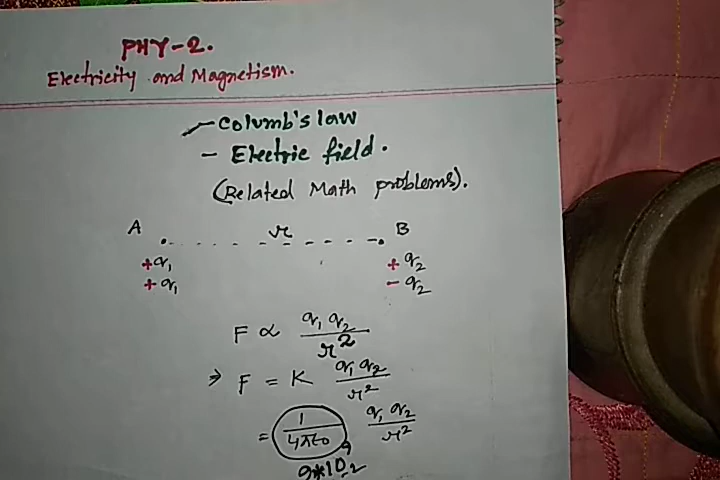 PHY-2.
Electricity and Magnetism.
- Columb's law
- Electric field.
(Related Math problems).
A r B
+q₁ +q₂
+q₁ -q₂
F ∝ q₁ q₂ / r²
⇒ F = K q₁ q₂ / r²
= 1 / 4πε₀ q₁ q₂ / r²
9*10⁹